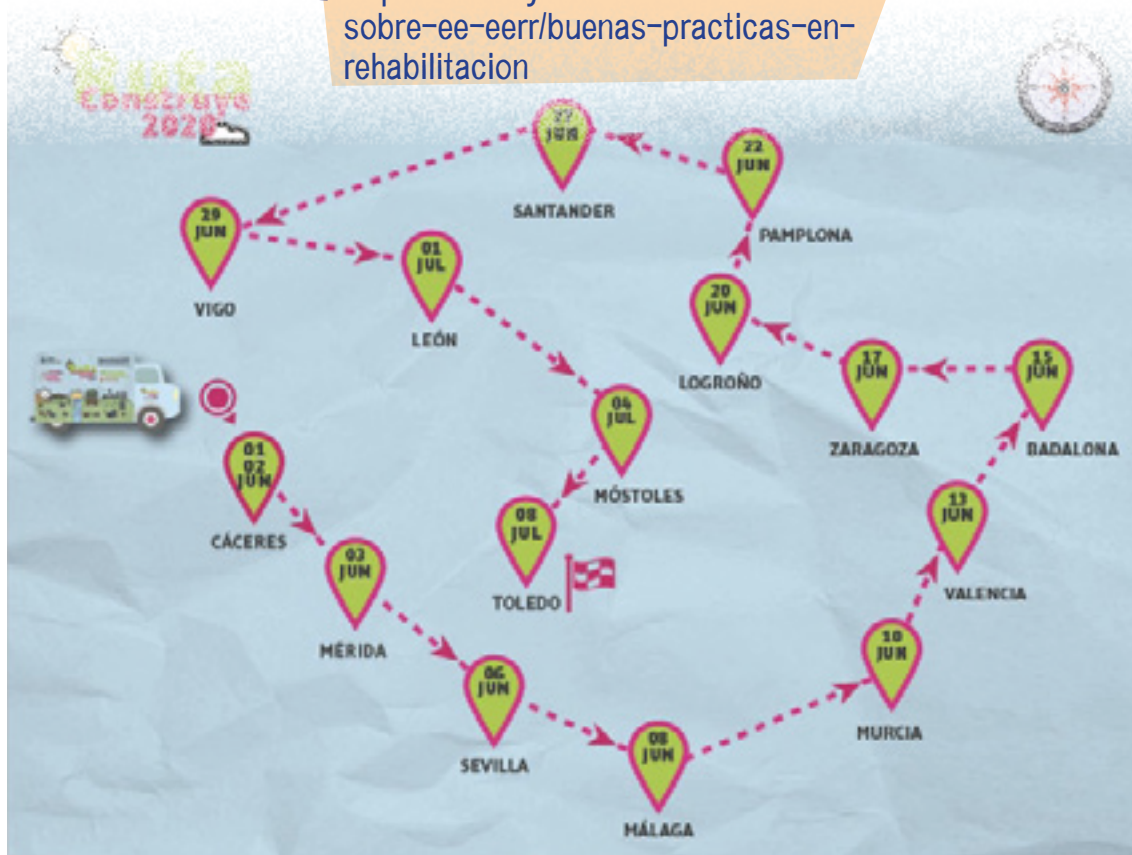 sobre-ee-eerr/buenas-practicas-en-
rehabilitacion
Ruta
Construye
2020
27
JUN
SANTANDER
22
JUN
PAMPLONA
29
JUN
VIGO
01
JUL
LEÓN
20
JUN
LOGROÑO
17
JUN
ZARAGOZA
15
JUN
BADALONA
04
JUL
MÓSTOLES
01
02
JUN
CÁCERES
08
JUL
TOLEDO
13
JUN
VALENCIA
03
JUN
MÉRIDA
10
JUN
MURCIA
06
JUN
SEVILLA
08
JUN
MÁLAGA